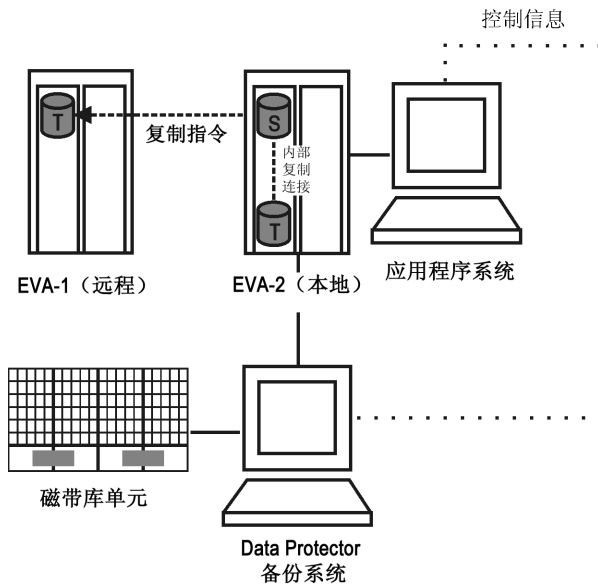 控制信息
T
S
复制指令
内部
复制
连接
T
EVA-1（远程）
EVA-2（本地）
应用程序系统
磁带库单元
Data Protector
备份系统